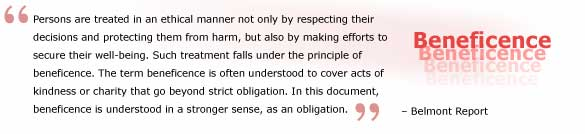 “ Persons are treated in an ethical manner not only by respecting their
decisions and protecting them from harm, but also by making efforts to
secure their well-being. Such treatment falls under the principle of
beneficence. The term beneficence is often understood to cover acts of
kindness or charity that go beyond strict obligation. In this document,
beneficence is understood in a stronger sense, as an obligation. ”
– Belmont Report
Beneficence
Beneficence
Beneficence
Beneficence